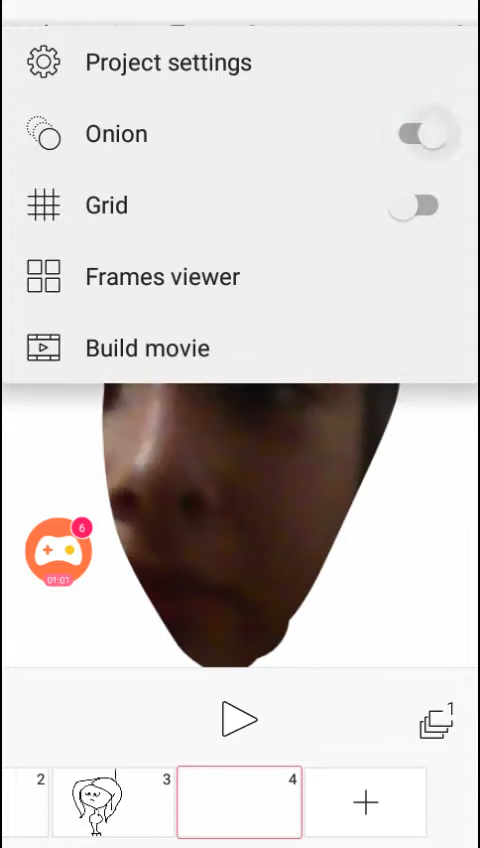 Project settings
Onion
Grid
Frames viewer
Build movie
6
01:01
1
2
3
4